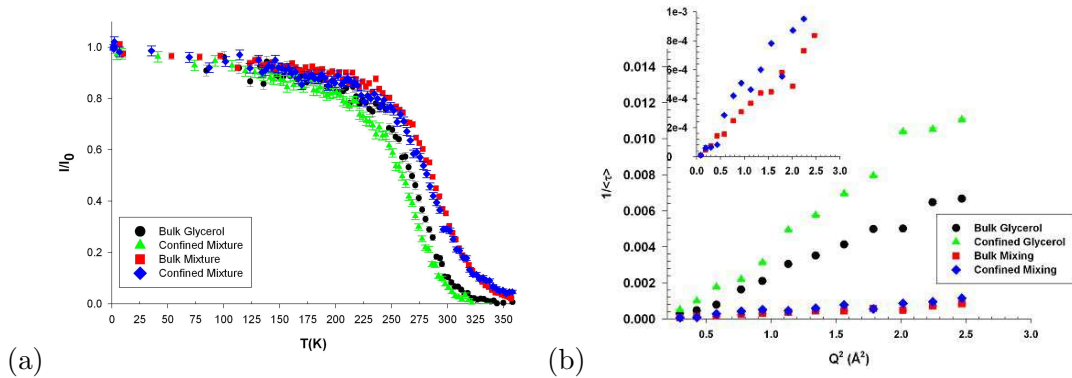 (a)
I/I0
1.0
0.8
0.6
0.4
0.2
0.0
Bulk Glycerol
Confined Mixture
Bulk Mixture
Confined Mixture
0 25 50 75 100 125 150 175 200 225 250 275 300 325 350
T(K)
(b)
1/<τ>
0.012
0.010
0.008
0.006
0.004
0.002
0.000
1e-3
8e-4
6e-4
4e-4
2e-4
0.0 0.5 1.0 1.5 2.0 2.5 3.0
Bulk Glycerol
Confined Glycerol
Bulk Mixing
Confined Mixing
0.5 1.0 1.5 2.0 2.5 3.0
Q² (Å²)